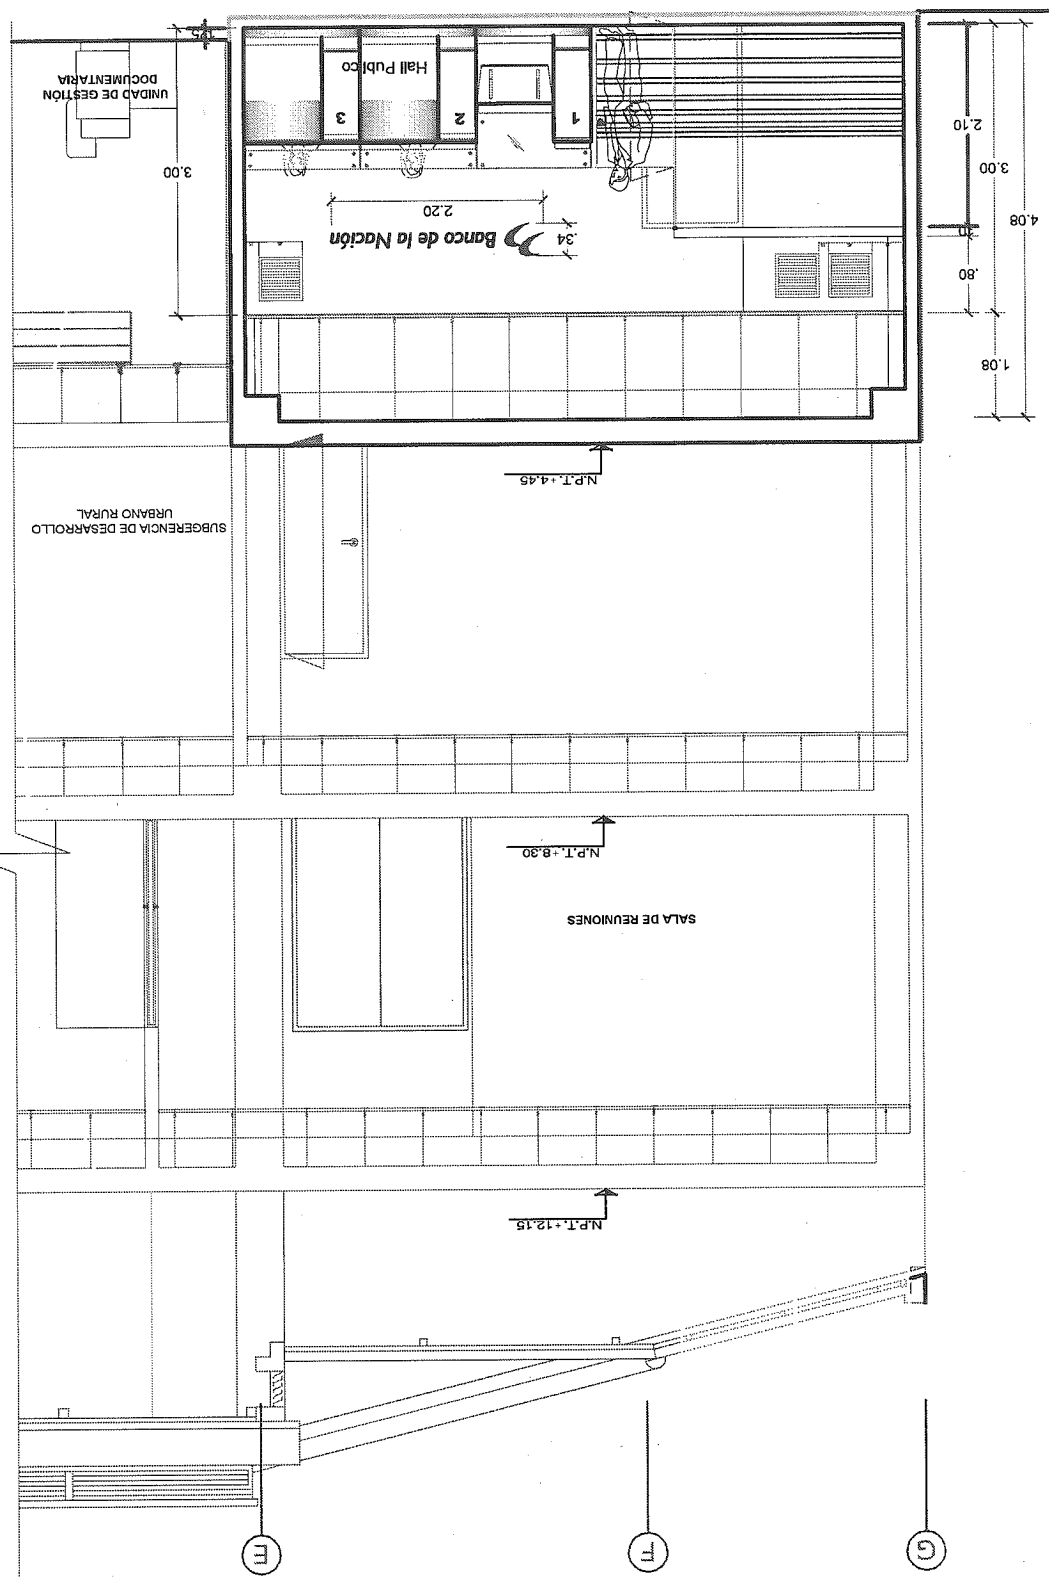 G
F
E
N.P.T.+12.15
SALA DE REUNIONES
N.P.T.+8.30
SUBGERENCIA DE DESARROLLO
URBANO RURAL
N.P.T.+4.45
1.08
4.08
.80
3.00
2.10
.34
Banco de la Nación
2.20
3.00
1
2
3
Hall Publico
UNIDAD DE GESTIÓN
DOCUMENTARIA